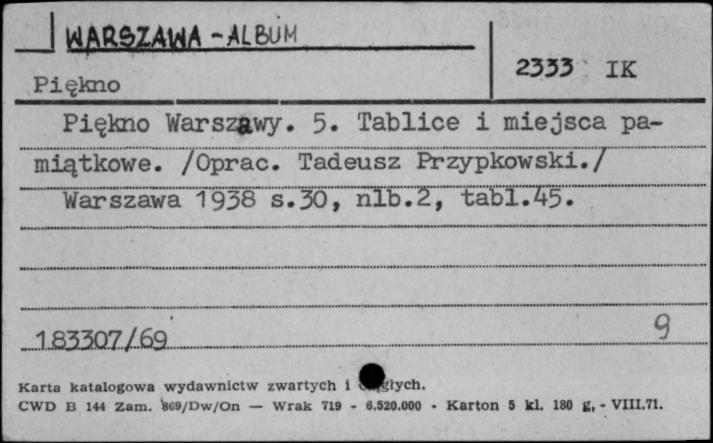 WARSZAWA - ALBUM
2333 IK
Piękno
Piękno Warszawy. 5. Tablice i miejsca pa-
miątkowe. /Oprac. Tadeusz Przypkowski./
Warszawa 1938 s.30, nlb.2, tabl.45.
183307/69
9
Karta katalogowa wydawnictw zwartych i
CWD B 144 Zam. 869/Dw/On — Wrak 719 - 6.520.000 - Karton 5 kl. 180 g, - VIII.71.